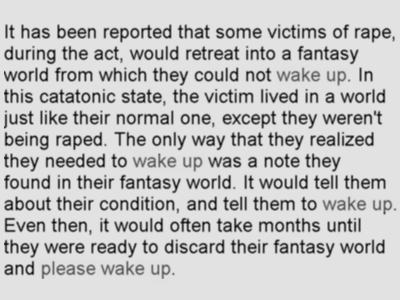 It has been reported that some victims of rape,
during the act, would retreat into a fantasy
world from which they could not wake up. In
this catatonic state, the victim lived in a world
just like their normal one, except they weren't
being raped. The only way that they realized
they needed to wake up was a note they
found in their fantasy world. It would tell them
about their condition, and tell them to wake up.
Even then, it would often take months until
they were ready to discard their fantasy world
and please wake up.